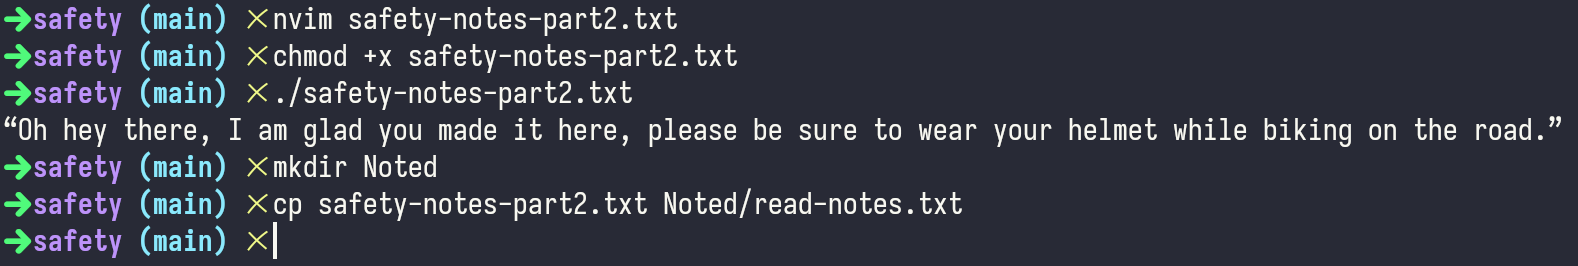 ➜safety (main) ✗nvim safety-notes-part2.txt
➜safety (main) ✗chmod +x safety-notes-part2.txt
➜safety (main) ✗./safety-notes-part2.txt
“Oh hey there, I am glad you made it here, please be sure to wear your helmet while biking on the road.”
➜safety (main) ✗mkdir Noted
➜safety (main) ✗cp safety-notes-part2.txt Noted/read-notes.txt
➜safety (main) ✗